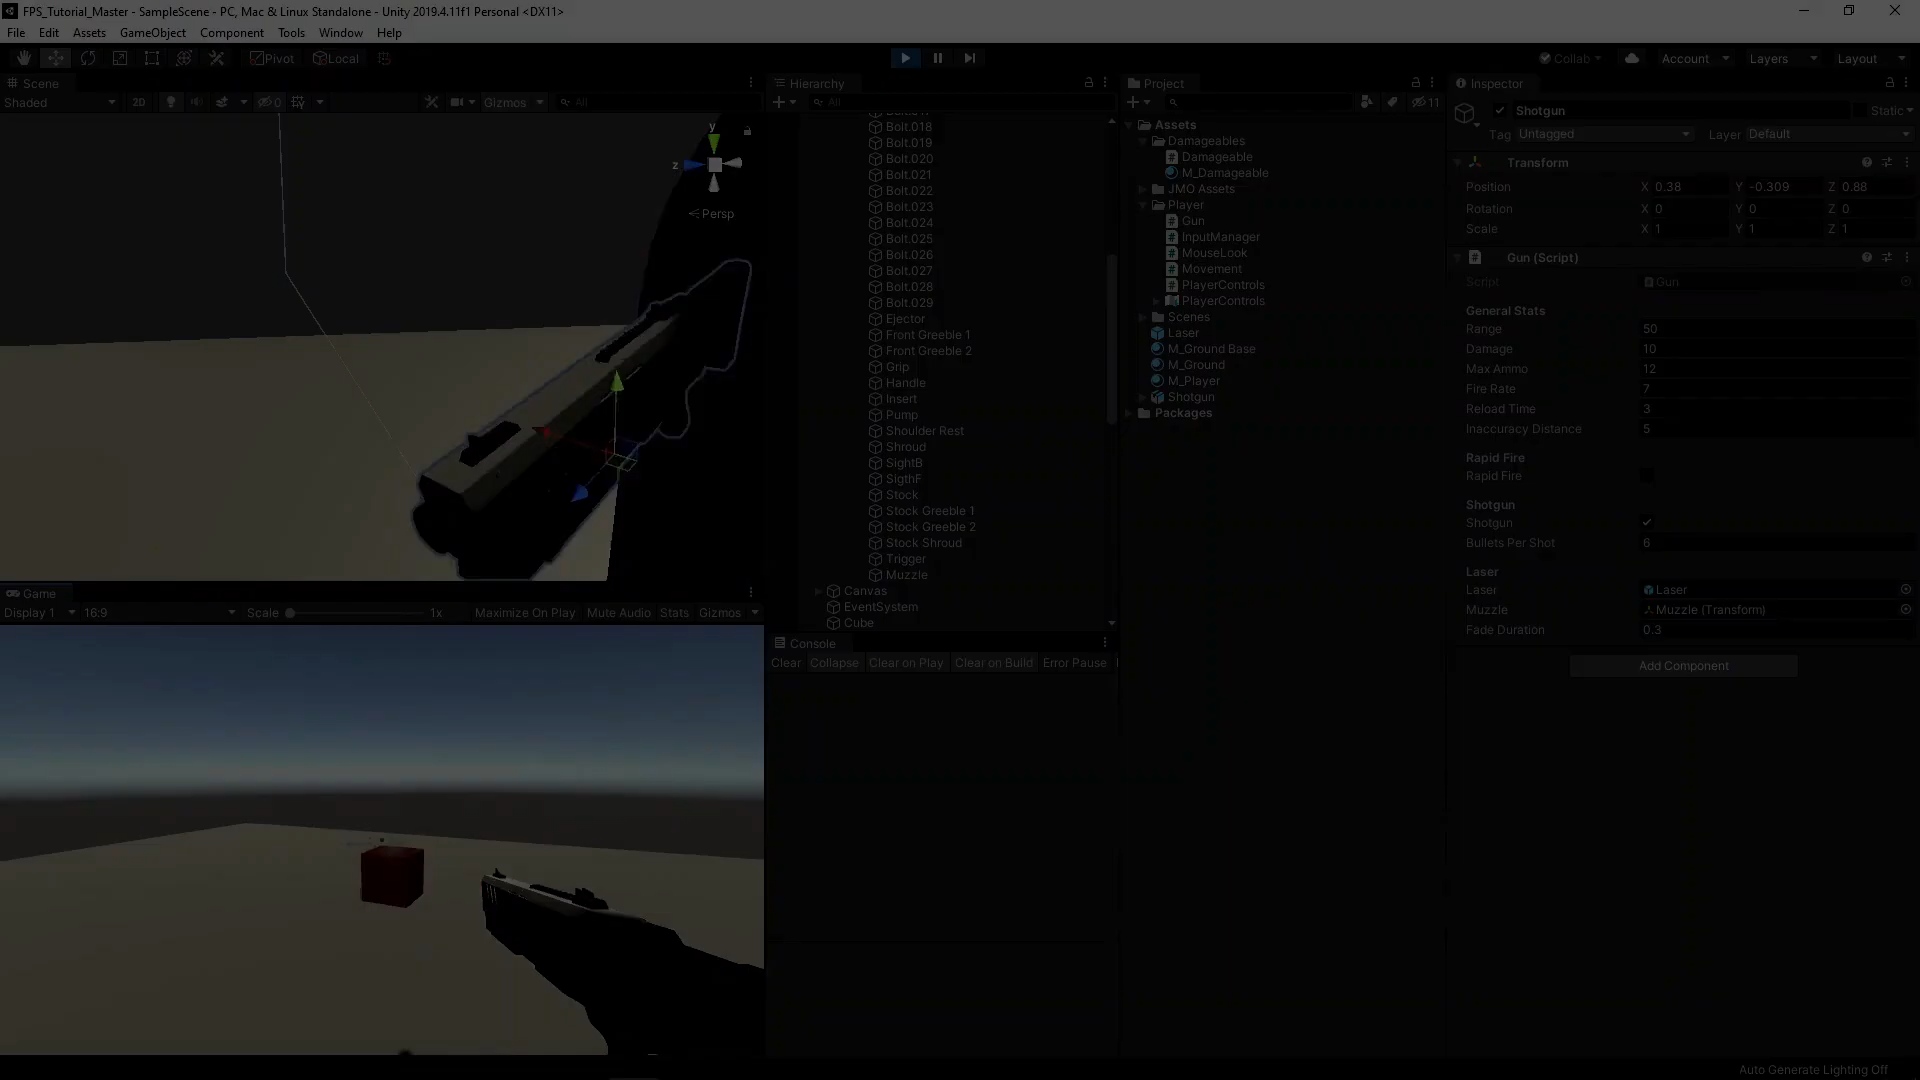 FPS_Tutorial_Master - SampleScene - PC, Mac & Linux Standalone - Unity 2019.4.11f1 Personal <DX11>
File Edit Assets GameObject Component Tools Window Help
Pivot Local Collab Account Layers Layout
Scene
Shaded 2D 0 Gizmos All
y
z
Persp
Game
Display 1 16:9 Scale 1x Maximize On Play Mute Audio Stats Gizmos
Hierarchy
All
Bolt.018
Bolt.019
Bolt.020
Bolt.021
Bolt.022
Bolt.023
Bolt.024
Bolt.025
Bolt.026
Bolt.027
Bolt.028
Bolt.029
Ejector
Front Greeble 1
Front Greeble 2
Grip
Handle
Insert
Pump
Shoulder Rest
Shroud
SightB
SigthF
Stock
Stock Greeble 1
Stock Greeble 2
Stock Shroud
Trigger
Muzzle
Canvas
EventSystem
Cube
Console
Clear Collapse Clear on Play Clear on Build Error Pause
Project
11
Assets
Damageables
Damageable
M_Damageable
JMO Assets
Player
Gun
InputManager
MouseLook
Movement
PlayerControls
PlayerControls
Scenes
Laser
M_Ground Base
M_Ground
M_Player
Shotgun
Packages
Inspector
Shotgun Static
Tag Untagged Layer Default
Transform
Position X 0.38 Y -0.309 Z 0.88
Rotation X 0 Y 0 Z 0
Scale X 1 Y 1 Z 1
Gun (Script)
Script Gun
General Stats
Range 50
Damage 10
Max Ammo 12
Fire Rate 7
Reload Time 3
Inaccuracy Distance 5
Rapid Fire
Rapid Fire
Shotgun
Shotgun
Bullets Per Shot 6
Laser
Laser Laser
Muzzle Muzzle (Transform)
Fade Duration 0.3
Add Component
Auto Generate Lighting Off